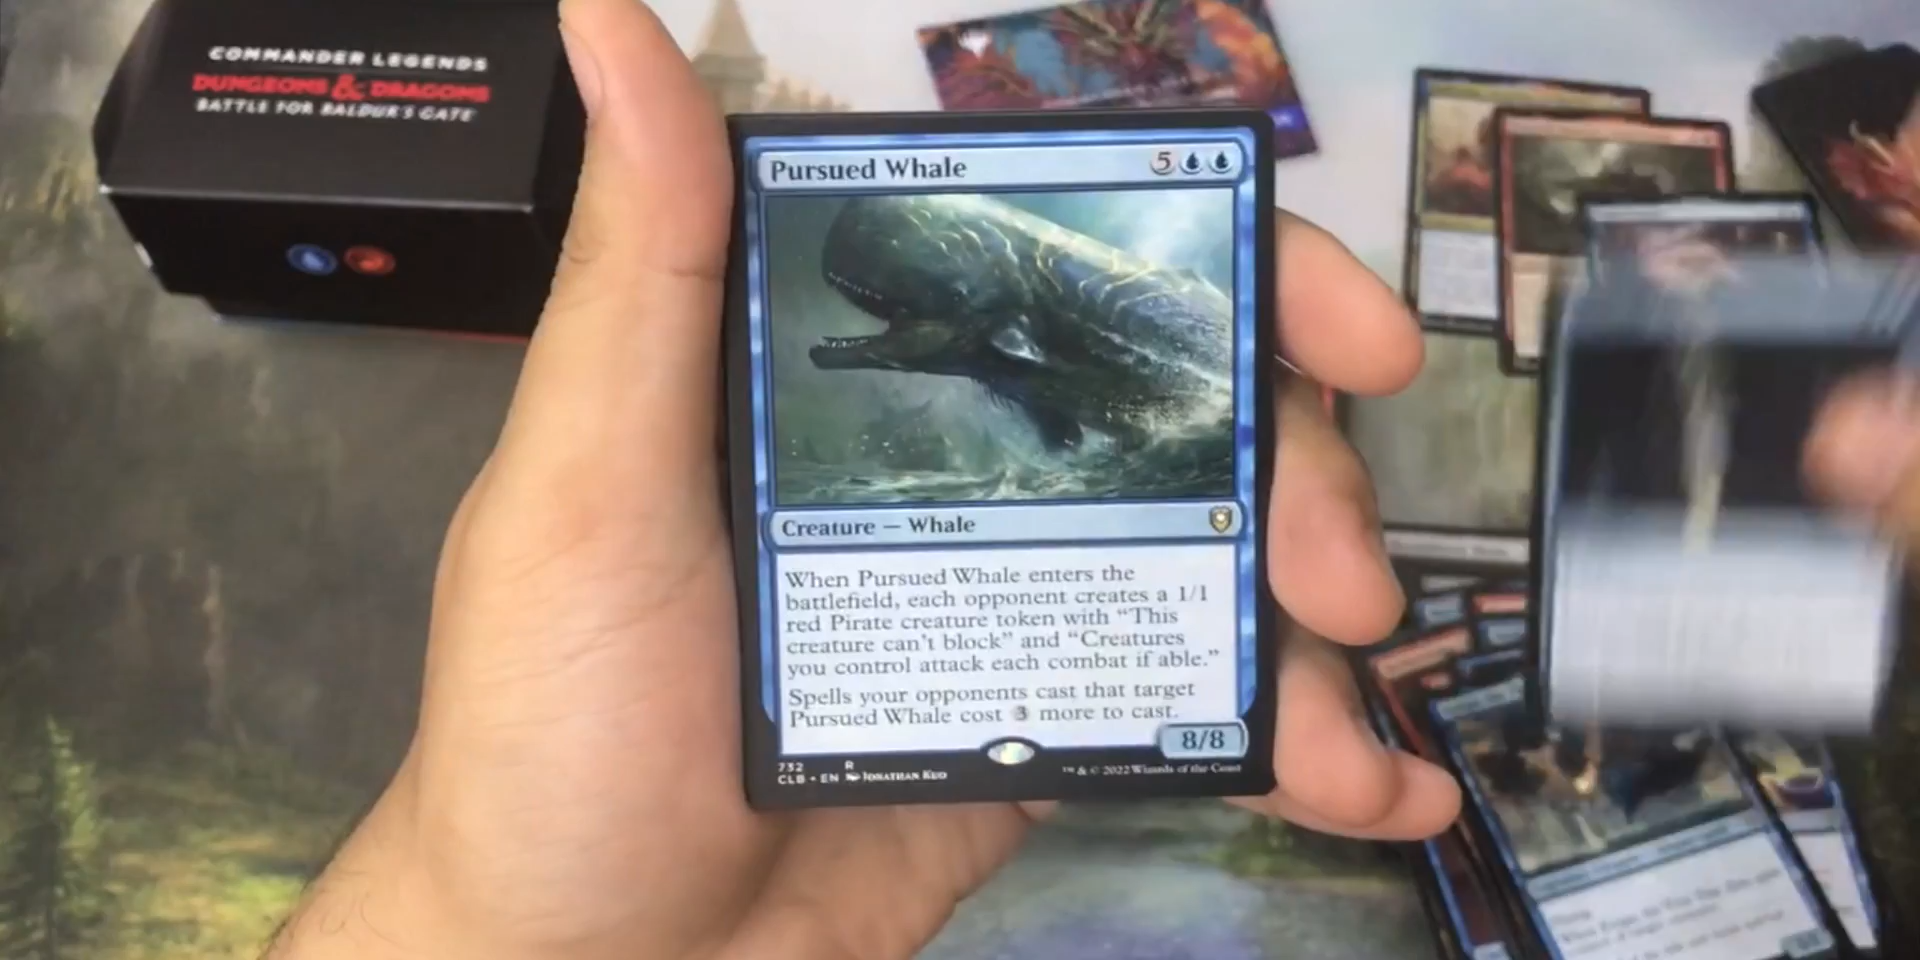 COMMANDER LEGENDS
DUNGEONS & DRAGONS
BATTLE FOR BALDUR'S GATE
Pursued Whale
5
Creature — Whale
When Pursued Whale enters the
battlefield, each opponent creates a 1/1
red Pirate creature token with “This
creature can't block” and “Creatures
you control attack each combat if able.”
Spells your opponents cast that target
Pursued Whale cost 3 more to cast.
8/8
732 R
CLB • EN JONATHAN KUO
™ & © 2022 Wizards of the Coast